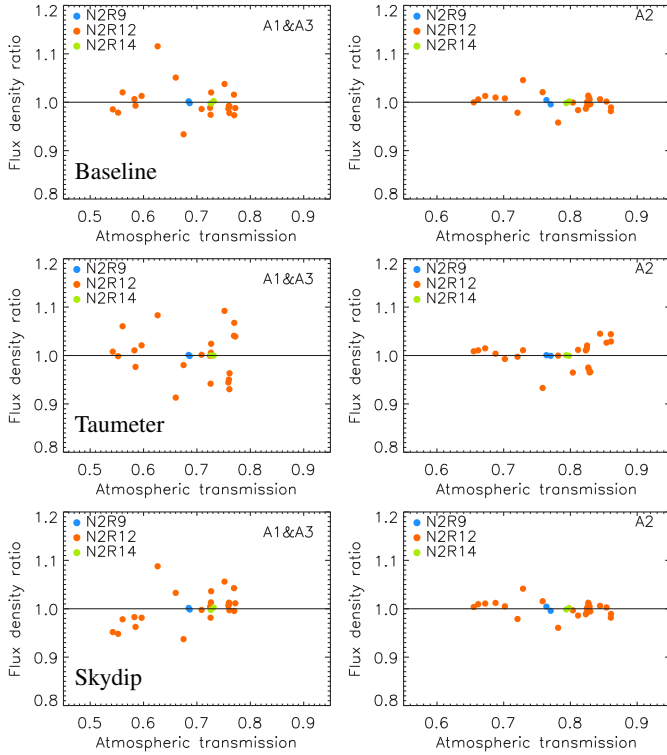 N2R9
N2R12
N2R14
A1&A3
Baseline
Flux density ratio
1.2
1.1
1.0
0.9
0.8
0.5 0.6 0.7 0.8 0.9
Atmospheric transmission
N2R9
N2R12
N2R14
A2
Flux density ratio
1.2
1.1
1.0
0.9
0.8
0.6 0.7 0.8 0.9
Atmospheric transmission
N2R9
N2R12
N2R14
A1&A3
Taumeter
Flux density ratio
1.2
1.1
1.0
0.9
0.8
0.5 0.6 0.7 0.8 0.9
Atmospheric transmission
N2R9
N2R12
N2R14
A2
Flux density ratio
1.2
1.1
1.0
0.9
0.8
0.6 0.7 0.8 0.9
Atmospheric transmission
N2R9
N2R12
N2R14
A1&A3
Skydip
Flux density ratio
1.2
1.1
1.0
0.9
0.8
0.5 0.6 0.7 0.8 0.9
Atmospheric transmission
N2R9
N2R12
N2R14
A2
Flux density ratio
1.2
1.1
1.0
0.9
0.8
0.6 0.7 0.8 0.9
Atmospheric transmission